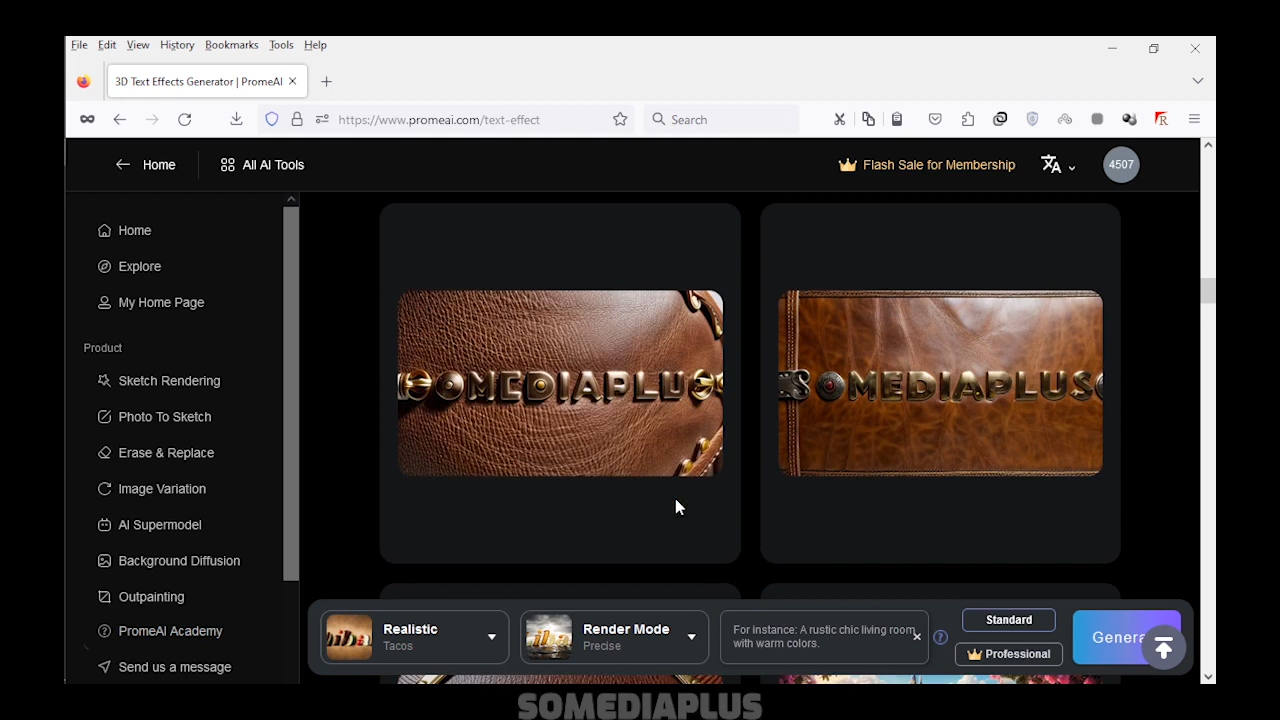 File Edit View History Bookmarks Tools Help
3D Text Effects Generator | PromeAI
https://www.promeai.com/text-effect
Search
Home
All AI Tools
Flash Sale for Membership
4507
Home
Explore
My Home Page
Product
Sketch Rendering
Photo To Sketch
Erase & Replace
Image Variation
AI Supermodel
Background Diffusion
Outpainting
PromeAI Academy
Send us a message
SOMEDIAPLUS
SOMEDIAPLUS
Realistic
Tacos
Render Mode
Precise
For instance: A rustic chic living room
with warm colors.
Standard
Professional
Genera
SOMEDIAPLUS